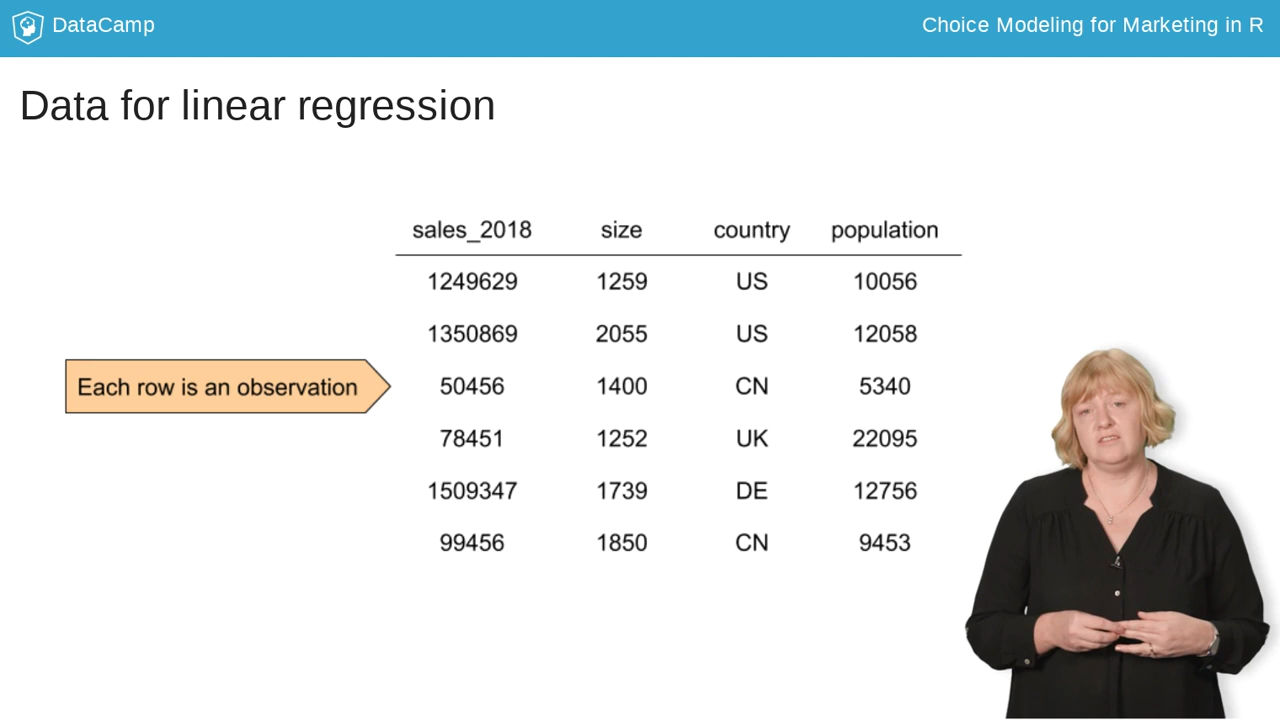 DataCamp
Choice Modeling for Marketing in R
Data for linear regression
sales_2018 size country population
1249629 1259 US 10056
1350869 2055 US 12058
Each row is an observation
50456 1400 CN 5340
78451 1252 UK 22095
1509347 1739 DE 12756
99456 1850 CN 9453